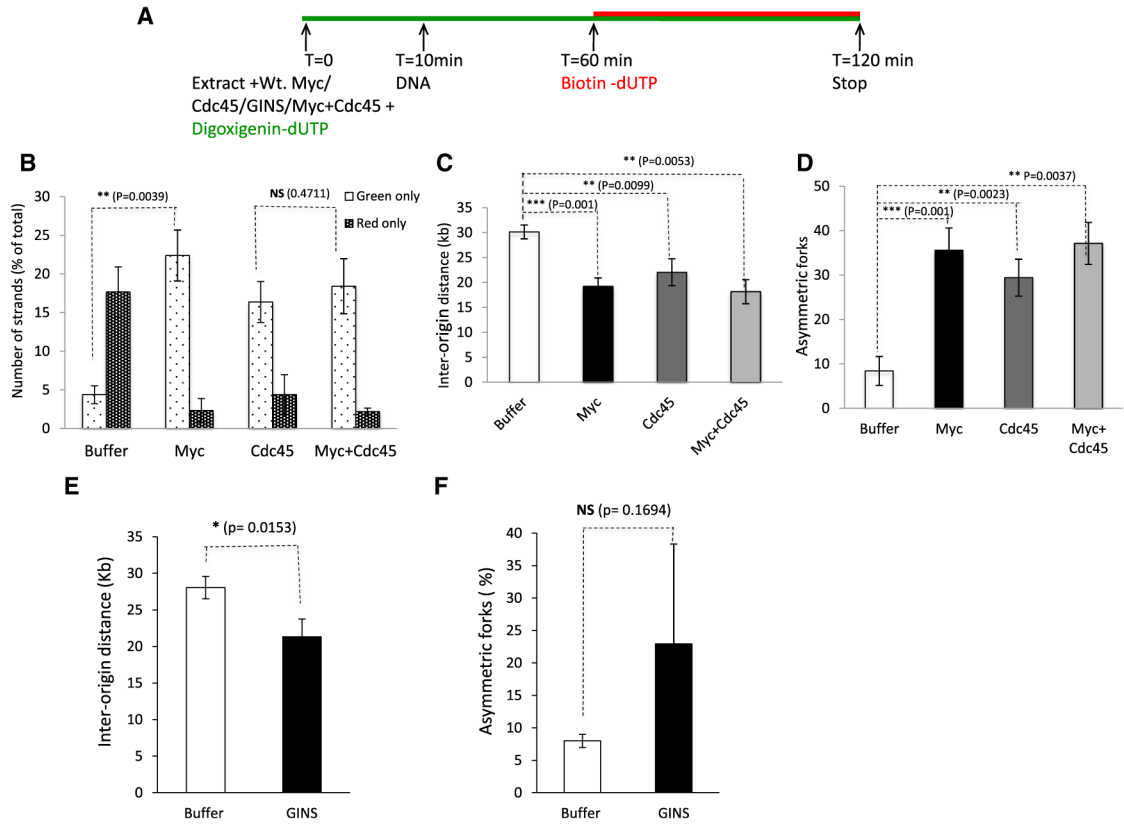 A
T=0
T=10min
T=60 min
T=120 min
Extract +Wt. Myc/
DNA
Biotin -dUTP
Stop
Cdc45/GINS/Myc+Cdc45 +
Digoxigenin-dUTP
B
Number of strands (% of total)
30
25
20
15
10
5
0
** (P=0.0039)
NS (0.4711)
Green only
Red only
Buffer
Myc
Cdc45
Myc+Cdc45
C
Inter-origin distance (kb)
35
30
25
20
15
10
5
0
** (P=0.0053)
** (P=0.0099)
*** (P=0.001)
Buffer
Myc
Cdc45
Myc+Cdc45
D
Asymmetric forks
50
40
30
20
10
0
** P=0.0037)
** (P=0.0023)
*** (P=0.001)
Buffer
Myc
Cdc45
Myc+
Cdc45
E
Inter-origin distance (Kb)
35
30
25
20
15
10
5
0
* (p= 0.0153)
Buffer
GINS
F
Asymmetric forks ( %)
40
35
30
25
20
15
10
5
0
NS (p= 0.1694)
Buffer
GINS